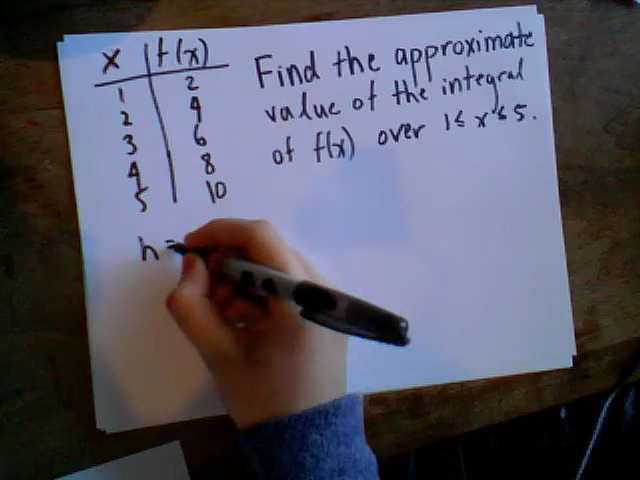 x f(x)
1 2
2 4
3 6
4 8
5 10
Find the approximate
value of the integral
of f(x) over 1 ≤ x ≤ 5.
h =